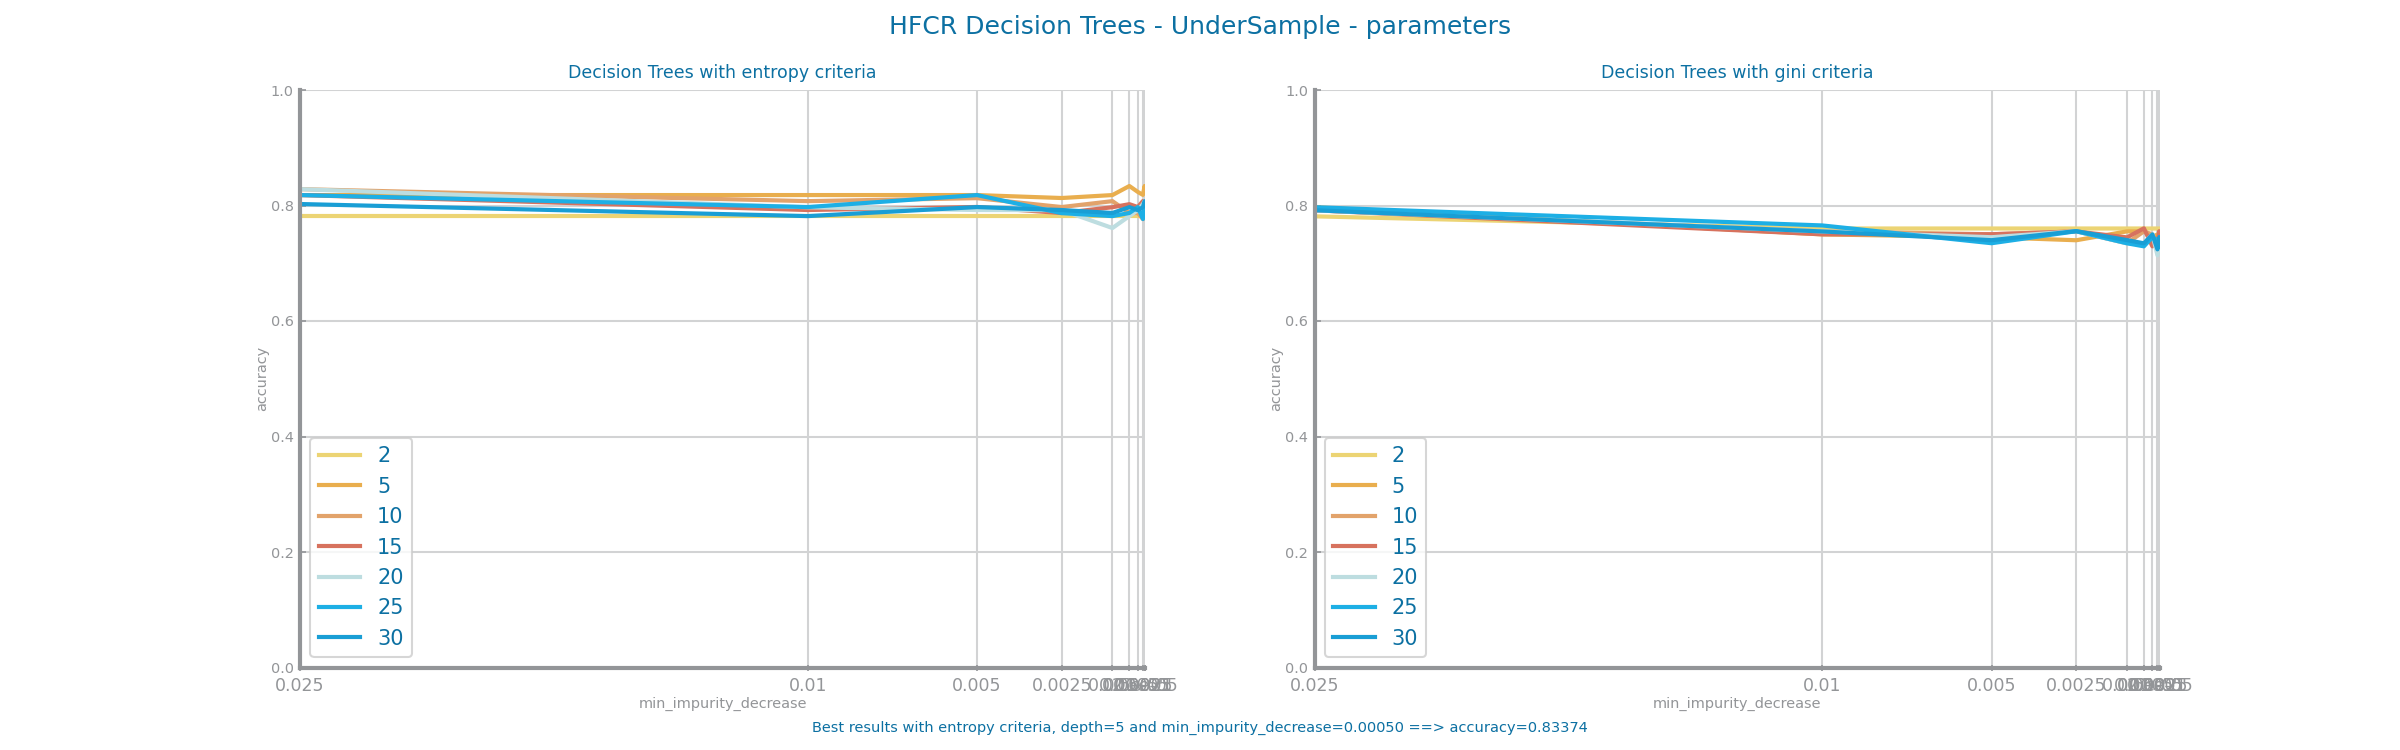 HFCR Decision Trees - UnderSample - parameters
Decision Trees with entropy criteria
1.0
0.8
0.6
0.4
0.2
0.0
accuracy
2
5
10
15
20
25
30
0.025 0.01 0.005 0.0025
min_impurity_decrease
Decision Trees with gini criteria
1.0
0.8
0.6
0.4
0.2
0.0
accuracy
2
5
10
15
20
25
30
0.025 0.01 0.005 0.0025
min_impurity_decrease
Best results with entropy criteria, depth=5 and min_impurity_decrease=0.00050 ==> accuracy=0.83374